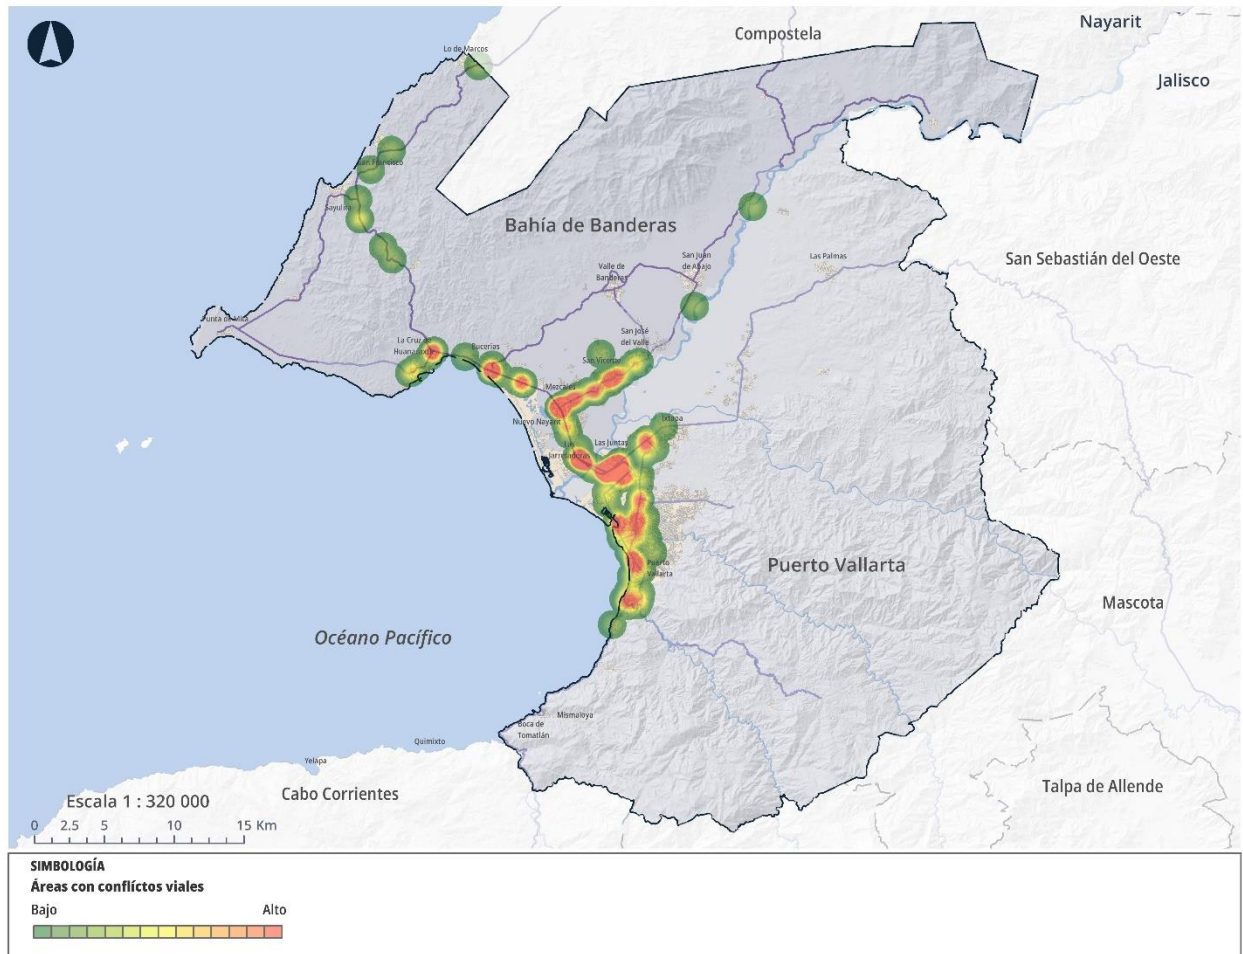 Nayarit
Compostela
Lo de Marcos
Jalisco
San Francisco
Sayulita
Bahía de Banderas
San Juan
de Abajo
Las Palmas
San Sebastián del Oeste
Valle de
Banderas
Punta de Mita
San José
del Valle
La Cruz de
Huanacaxtle
Bucerías
San Vicente
Mezcales
Nuevo Nayarit
Ixtapa
Las Juntas
Las
Jarretaderas
Puerto
Vallarta
Puerto Vallarta
Mascota
Océano Pacífico
Mismaloya
Boca de
Tomatlán
Quimixto
Yelapa
Cabo Corrientes
Talpa de Allende
Escala 1 : 320 000
0 2.5 5 10 15 Km
SIMBOLOGÍA
Áreas con conflíctos viales
Bajo Alto